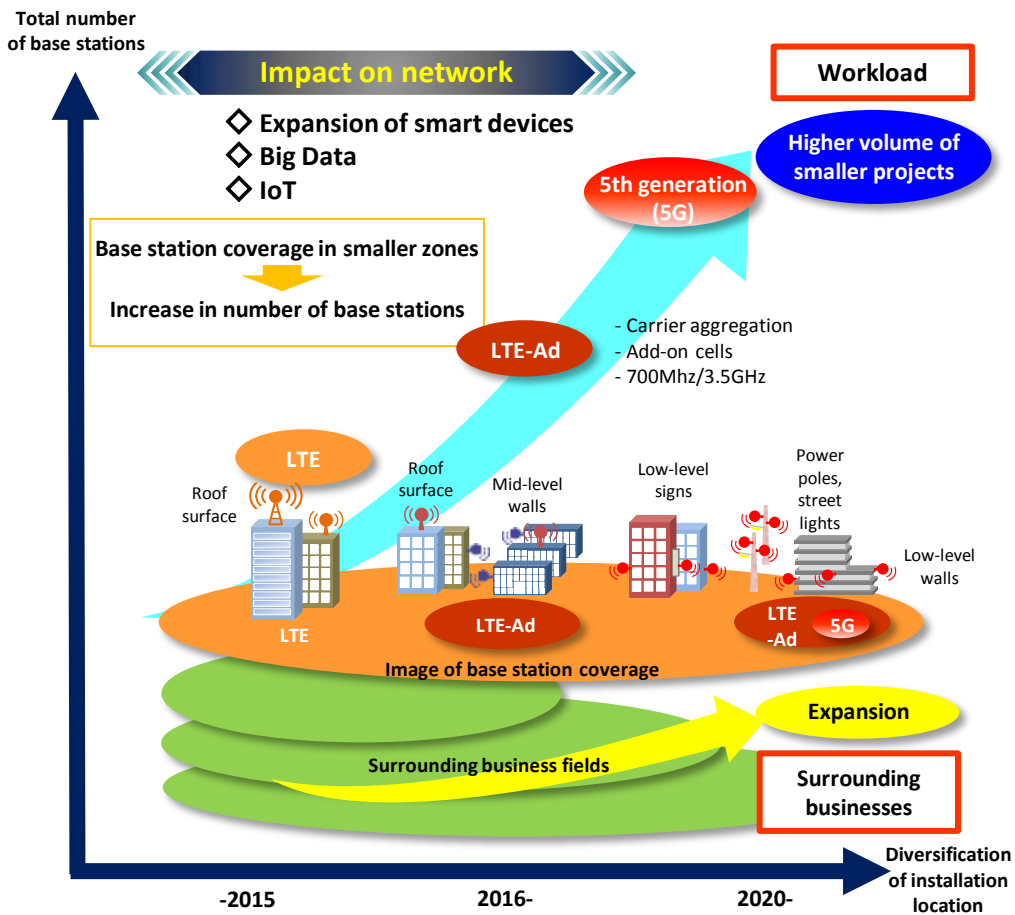 Total number
of base stations
Impact on network
◇ Expansion of smart devices
◇ Big Data
◇ IoT
Workload
Higher volume of
smaller projects
5th generation
(5G)
Base station coverage in smaller zones
Increase in number of base stations
LTE-Ad
- Carrier aggregation
- Add-on cells
- 700Mhz/3.5GHz
LTE
Roof
surface
Roof
surface
Mid-level
walls
Low-level
signs
Power
poles,
street
lights
Low-level
walls
LTE
LTE-Ad
LTE
-Ad
5G
Image of base station coverage
Expansion
Surrounding business fields
Surrounding
businesses
-2015
2016-
2020-
Diversification
of installation
location